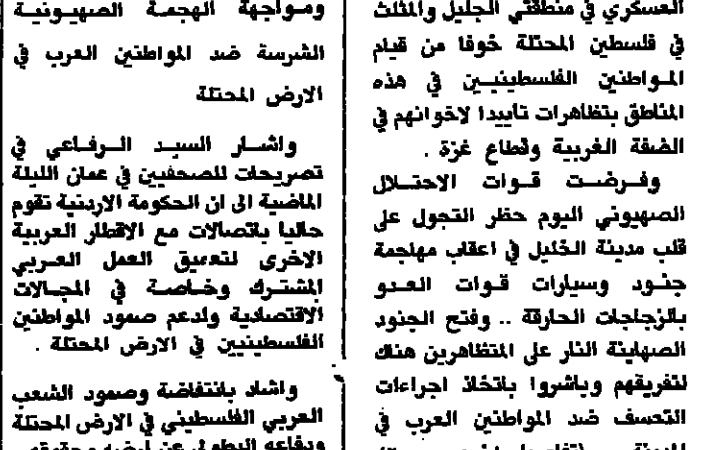 العسكري في منطقتي الجليل والمثلث
في فلسطين المحتلة خوفا من قيام
المواطنين الفلسطينيين في هذه
المناطق بتظاهرات تاييدا لاخوانهم في
الضفة الغربية وقطاع غزة .
وفرضت قوات الاحتلال
الصهيوني اليوم حظر التجول على
قلب مدينة الخليل في اعقاب مهاجمة
جنود وسيارات قوات العدو
بالزجاجات الحارقة .. وفتح الجنود
الصهاينة النار على المتظاهرين هناك
لتفريقهم وباشروا باتخاذ اجراءات
التعسف ضد المواطنين العرب في
ومواجهة الهجمة الصهيونية
الشرسة ضد المواطنين العرب في
الارض المحتلة
واشار السيد الرفاعي في
تصريحات للصحفيين في عمان الليلة
الماضية الى ان الحكومة الاردنية تقوم
حاليا باتصالات مع الاقطار العربية
الاخرى لتعميق العمل العربي
المشترك وخاصة في المجالات
الاقتصادية ولدعم صمود المواطنين
الفلسطينيين في الارض المحتلة .
واشاد بانتفاضة وصمود الشعب
العربي الفلسطيني في الارض المحتلة
ودفاعه البطولي عن ارضه وحقوقه